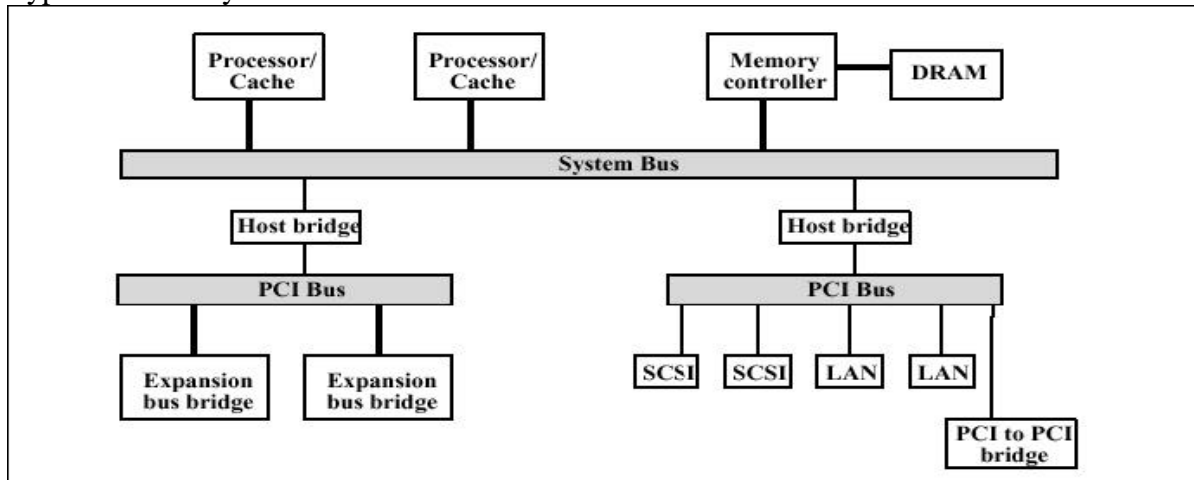 Processor/
Cache
Processor/
Cache
Memory
controller
DRAM
System Bus
Host bridge
Host bridge
PCI Bus
PCI Bus
Expansion
bus bridge
Expansion
bus bridge
SCSI
SCSI
LAN
LAN
PCI to PCI
bridge